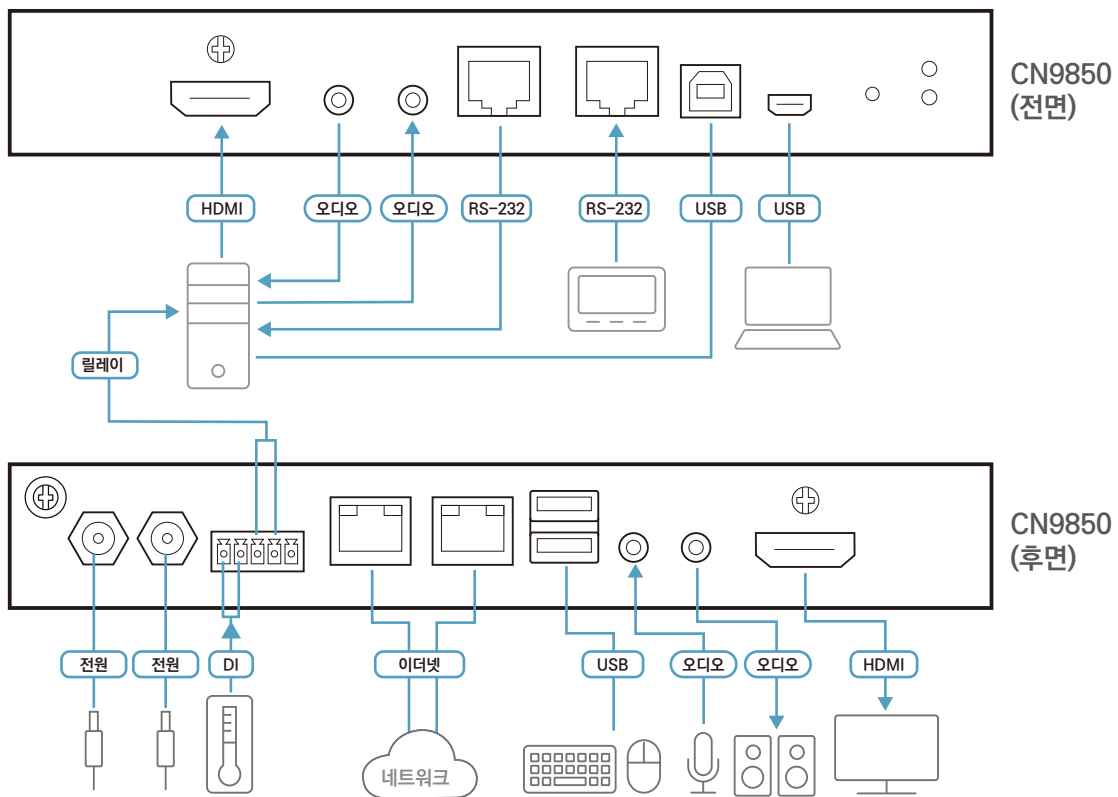 CN9850
(전면)
HDMI
오디오
오디오
RS-232
RS-232
USB
USB
릴레이
CN9850
(후면)
전원
전원
DI
이더넷
USB
오디오
오디오
HDMI
네트워크